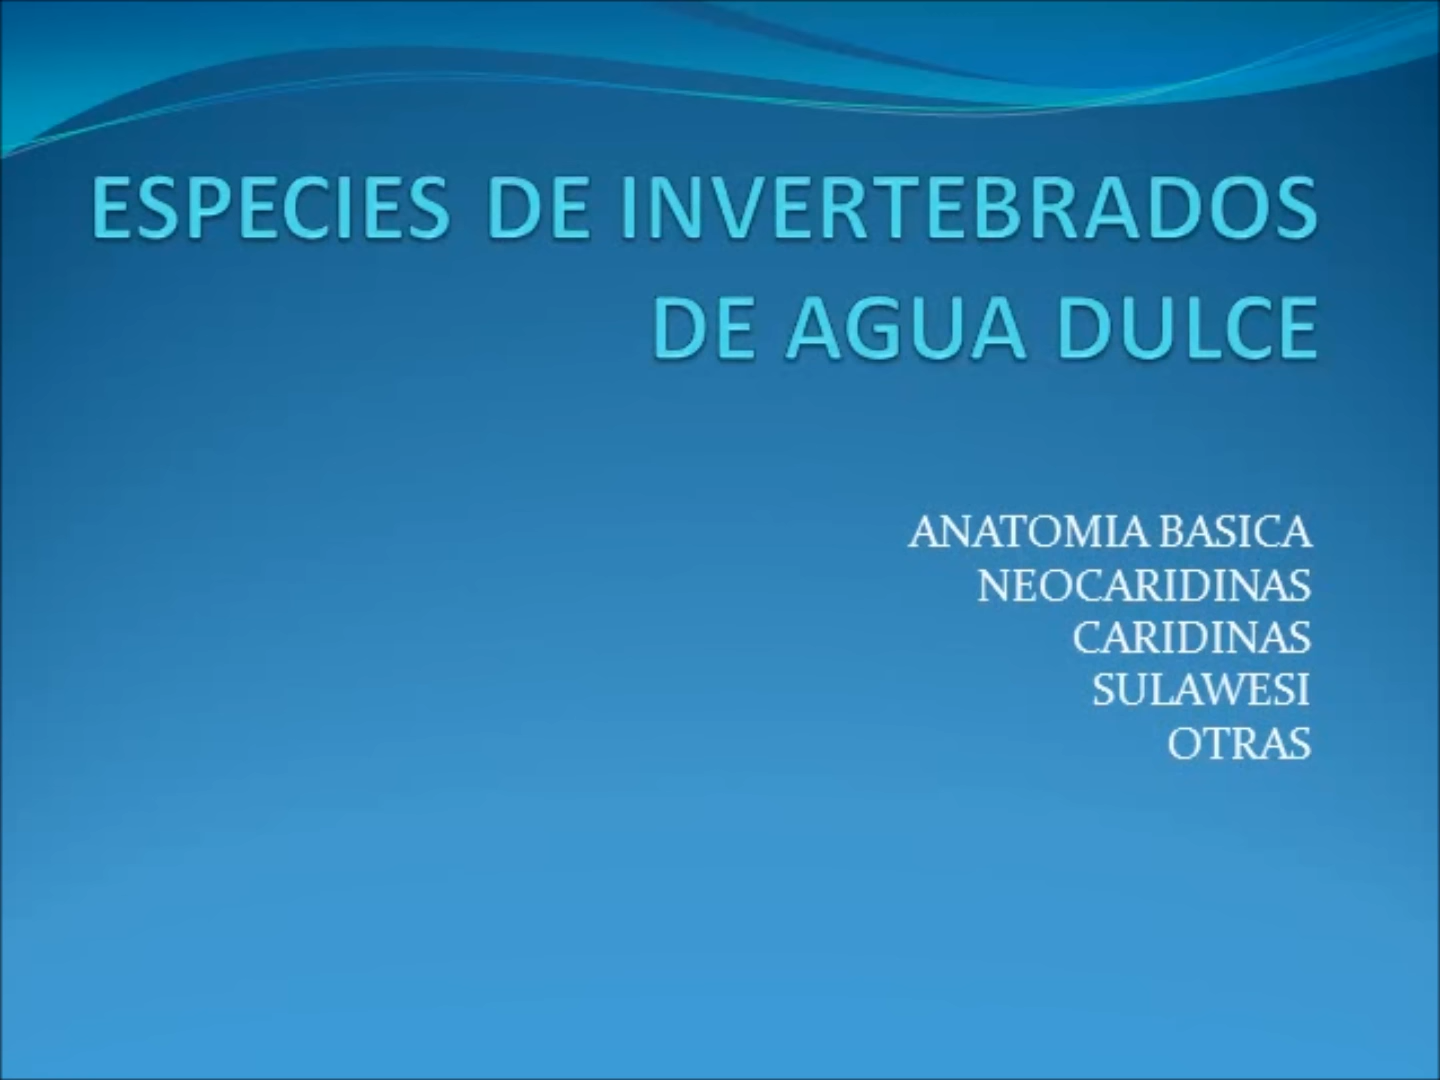 ESPECIES DE INVERTEBRADOS
DE AGUA DULCE
ANATOMIA BASICA
NEOCARIDINAS
CARIDINAS
SULAWESI
OTRAS